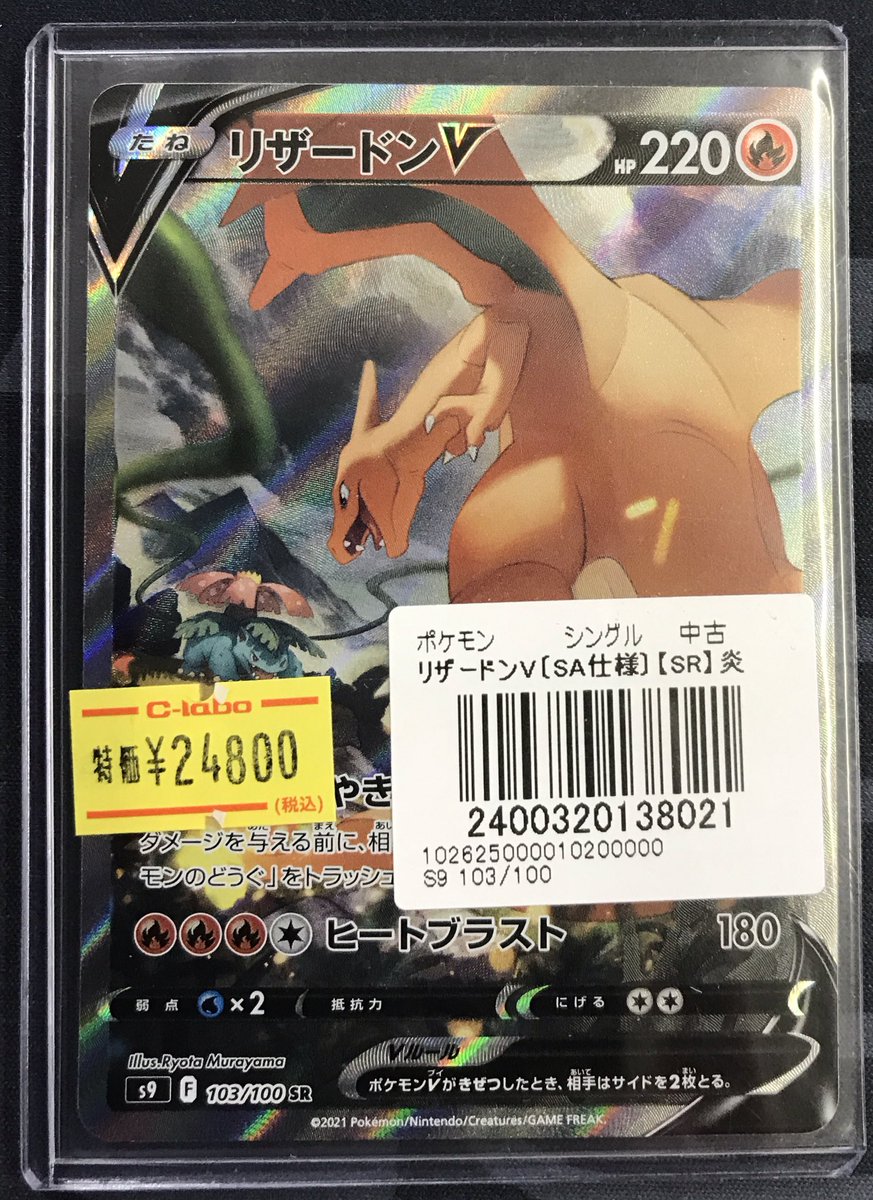 たね リザードンV HP 220
ポケモン シングル 中古
リザードンV〔SA仕様〕【SR】炎
2400320138021
102625000010200000
S9 103/100
C-labo
特価¥24800
(税込)
やき
ダメージを与える前に、相
モンのどうぐ」をトラッシュ
ヒートブラスト 180
弱点 ×2 抵抗力 にげる
Illus.Ryota Murayama
Vルール
ポケモンVがきぜつしたとき、相手はサイドを2枚とる。
s9 F 103/100 SR
©2021 Pokémon/Nintendo/Creatures/GAME FREAK.